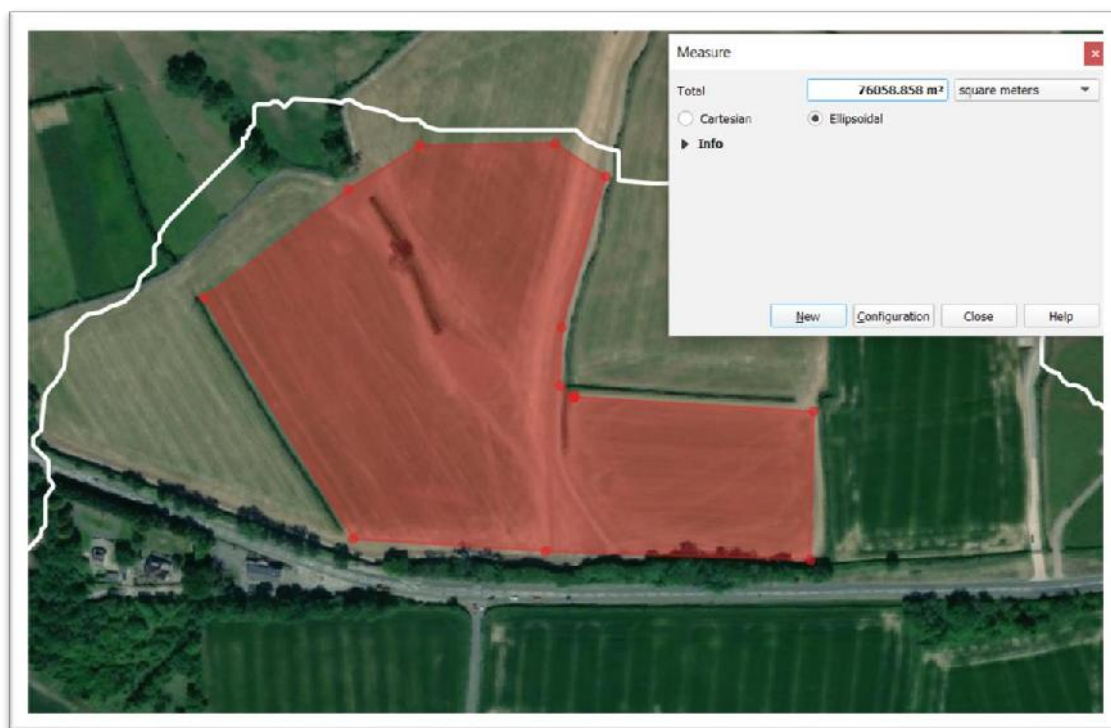 Measure
Total 76058.858 m² square meters
Cartesian Ellipsoidal
Info
New Configuration Close Help